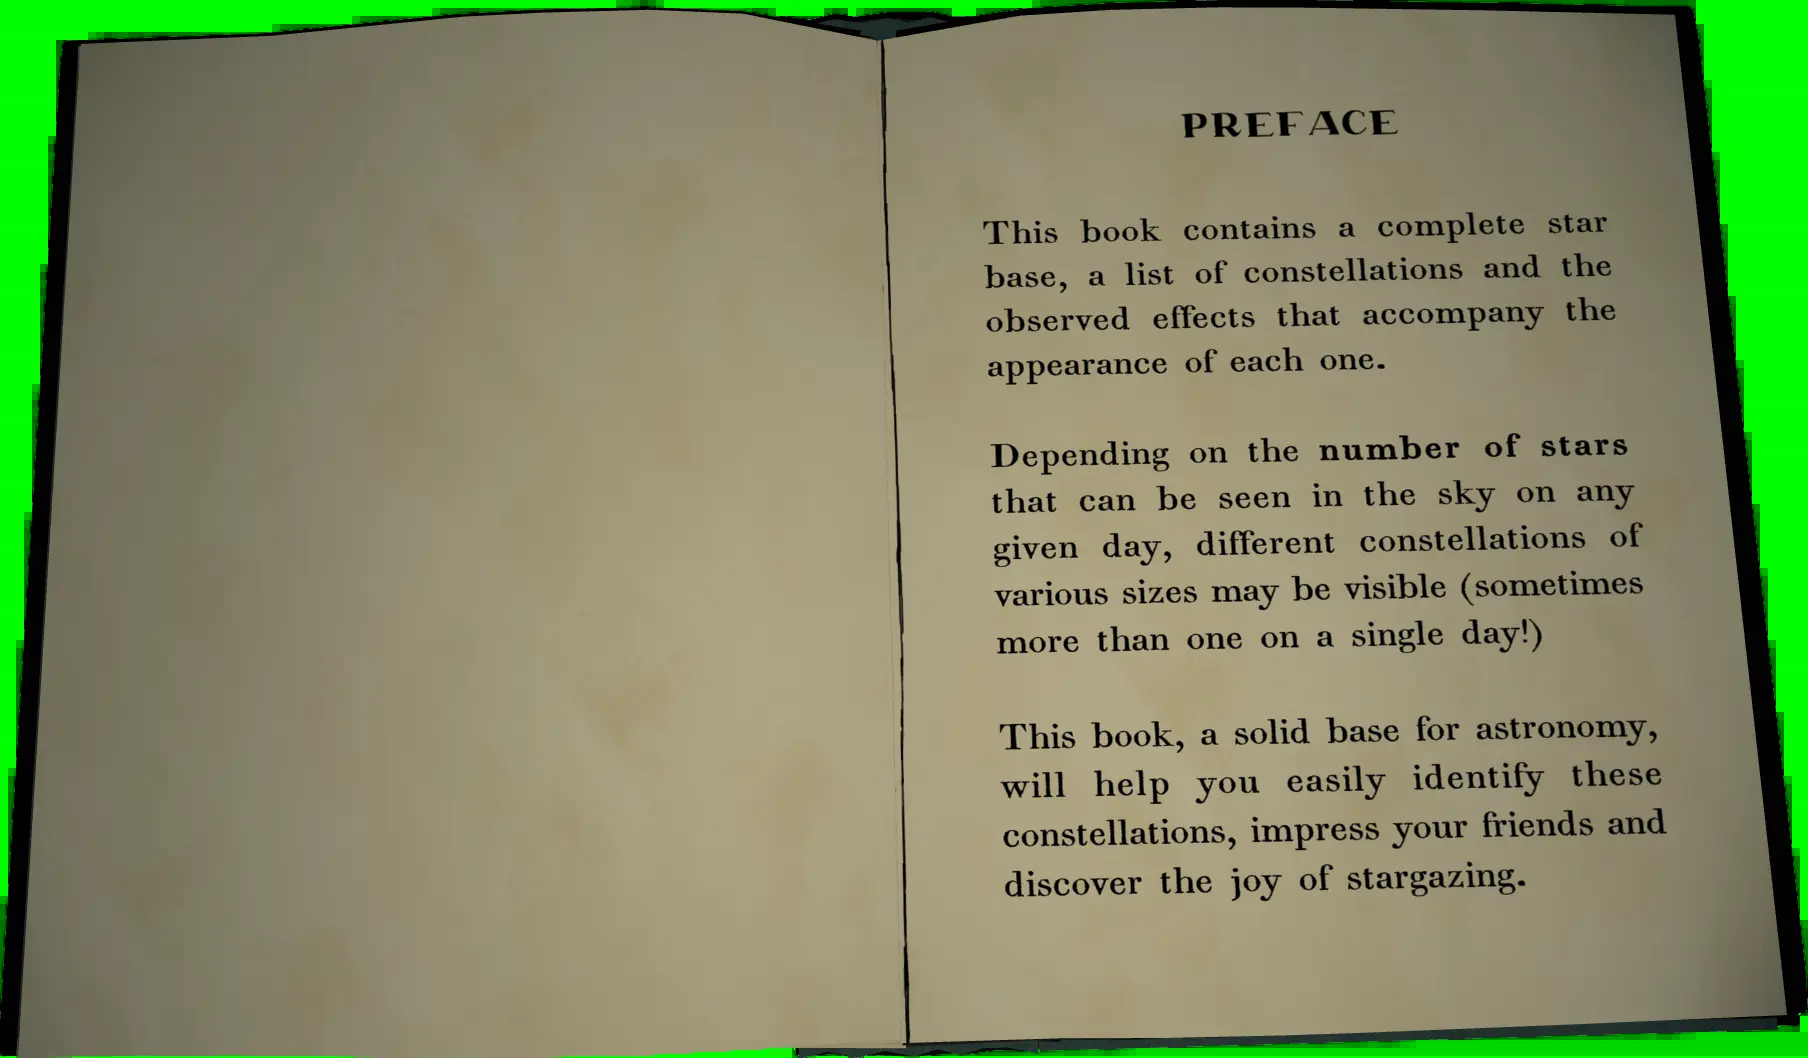 PREFACE
This book contains a complete star
base, a list of constellations and the
observed effects that accompany the
appearance of each one.
Depending on the number of stars
that can be seen in the sky on any
given day, different constellations of
various sizes may be visible (sometimes
more than one on a single day!)
This book, a solid base for astronomy,
will help you easily identify these
constellations, impress your friends and
discover the joy of stargazing.